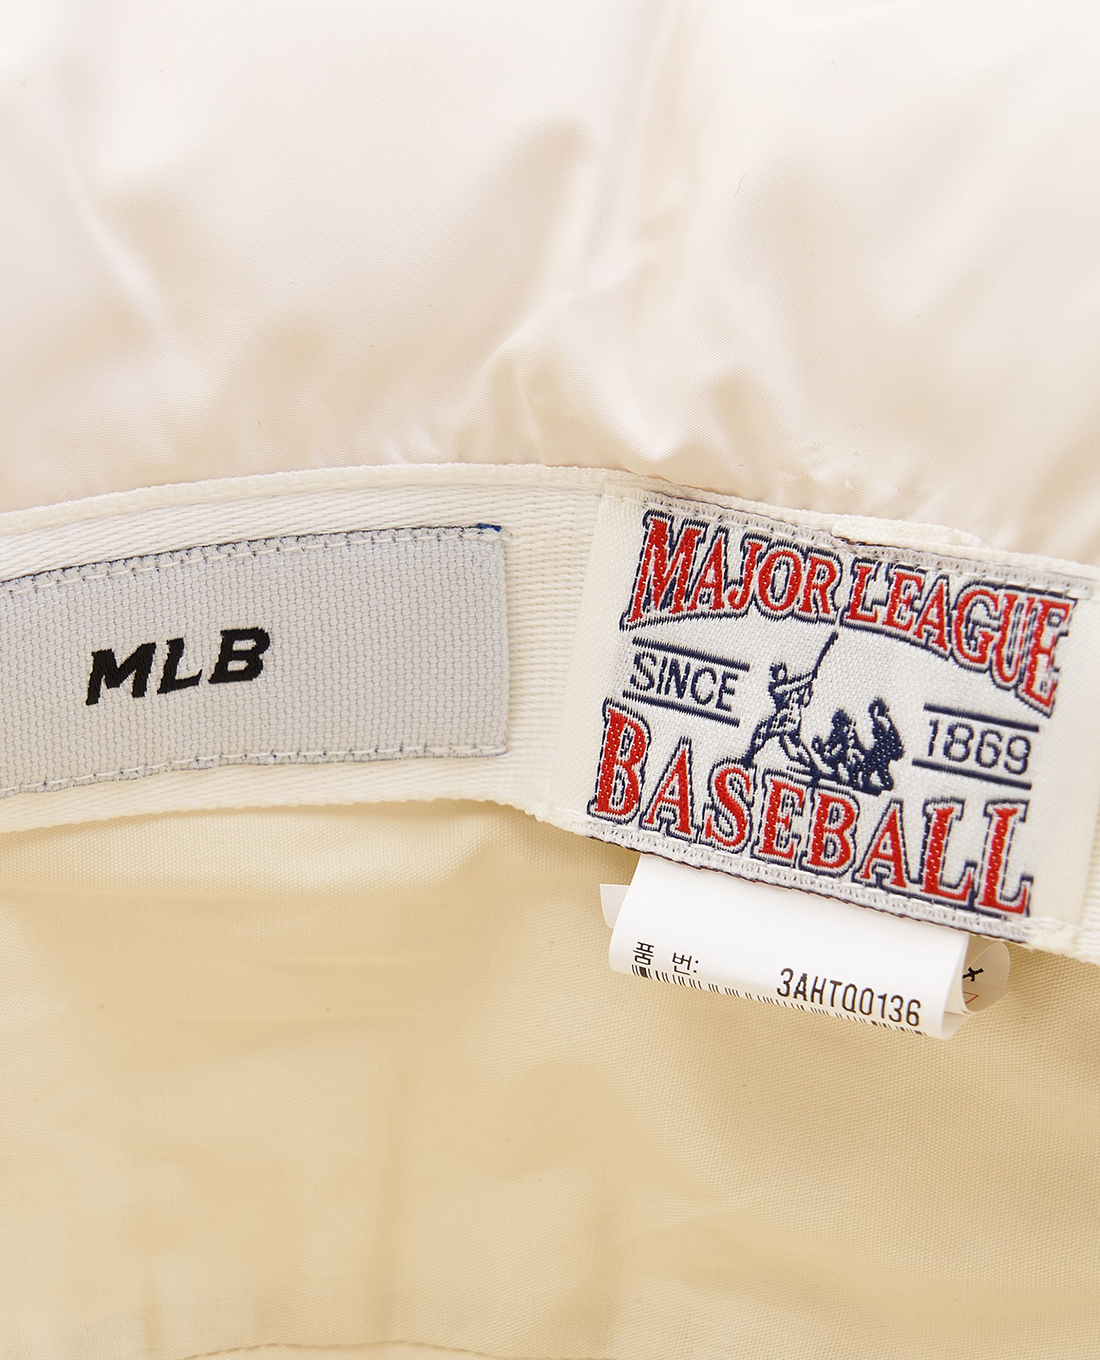 MLB
MAJOR LEAGUE
SINCE 1869
BASEBALL
품 번: 3AHTQ0136